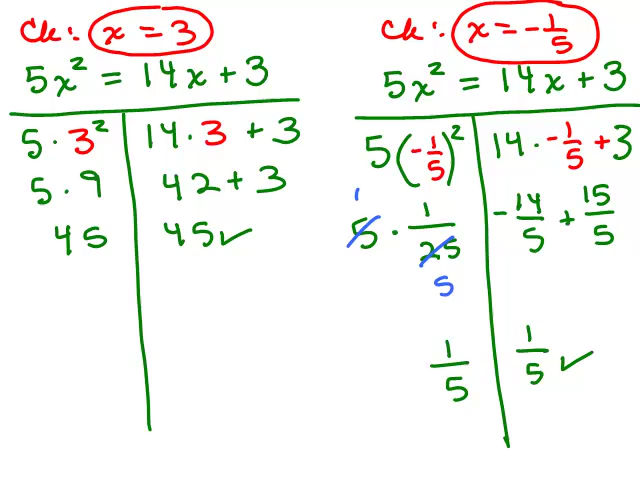 Ck: x = 3
5x² = 14x + 3
5 · 3² | 14 · 3 + 3
5 · 9 | 42 + 3
45 | 45 ✓
Ck: x = -1/5
5x² = 14x + 3
5(-1/5)² | 14 · -1/5 + 3
1
5 · 1/25 | -14/5 + 15/5
5
1/5 | 1/5 ✓